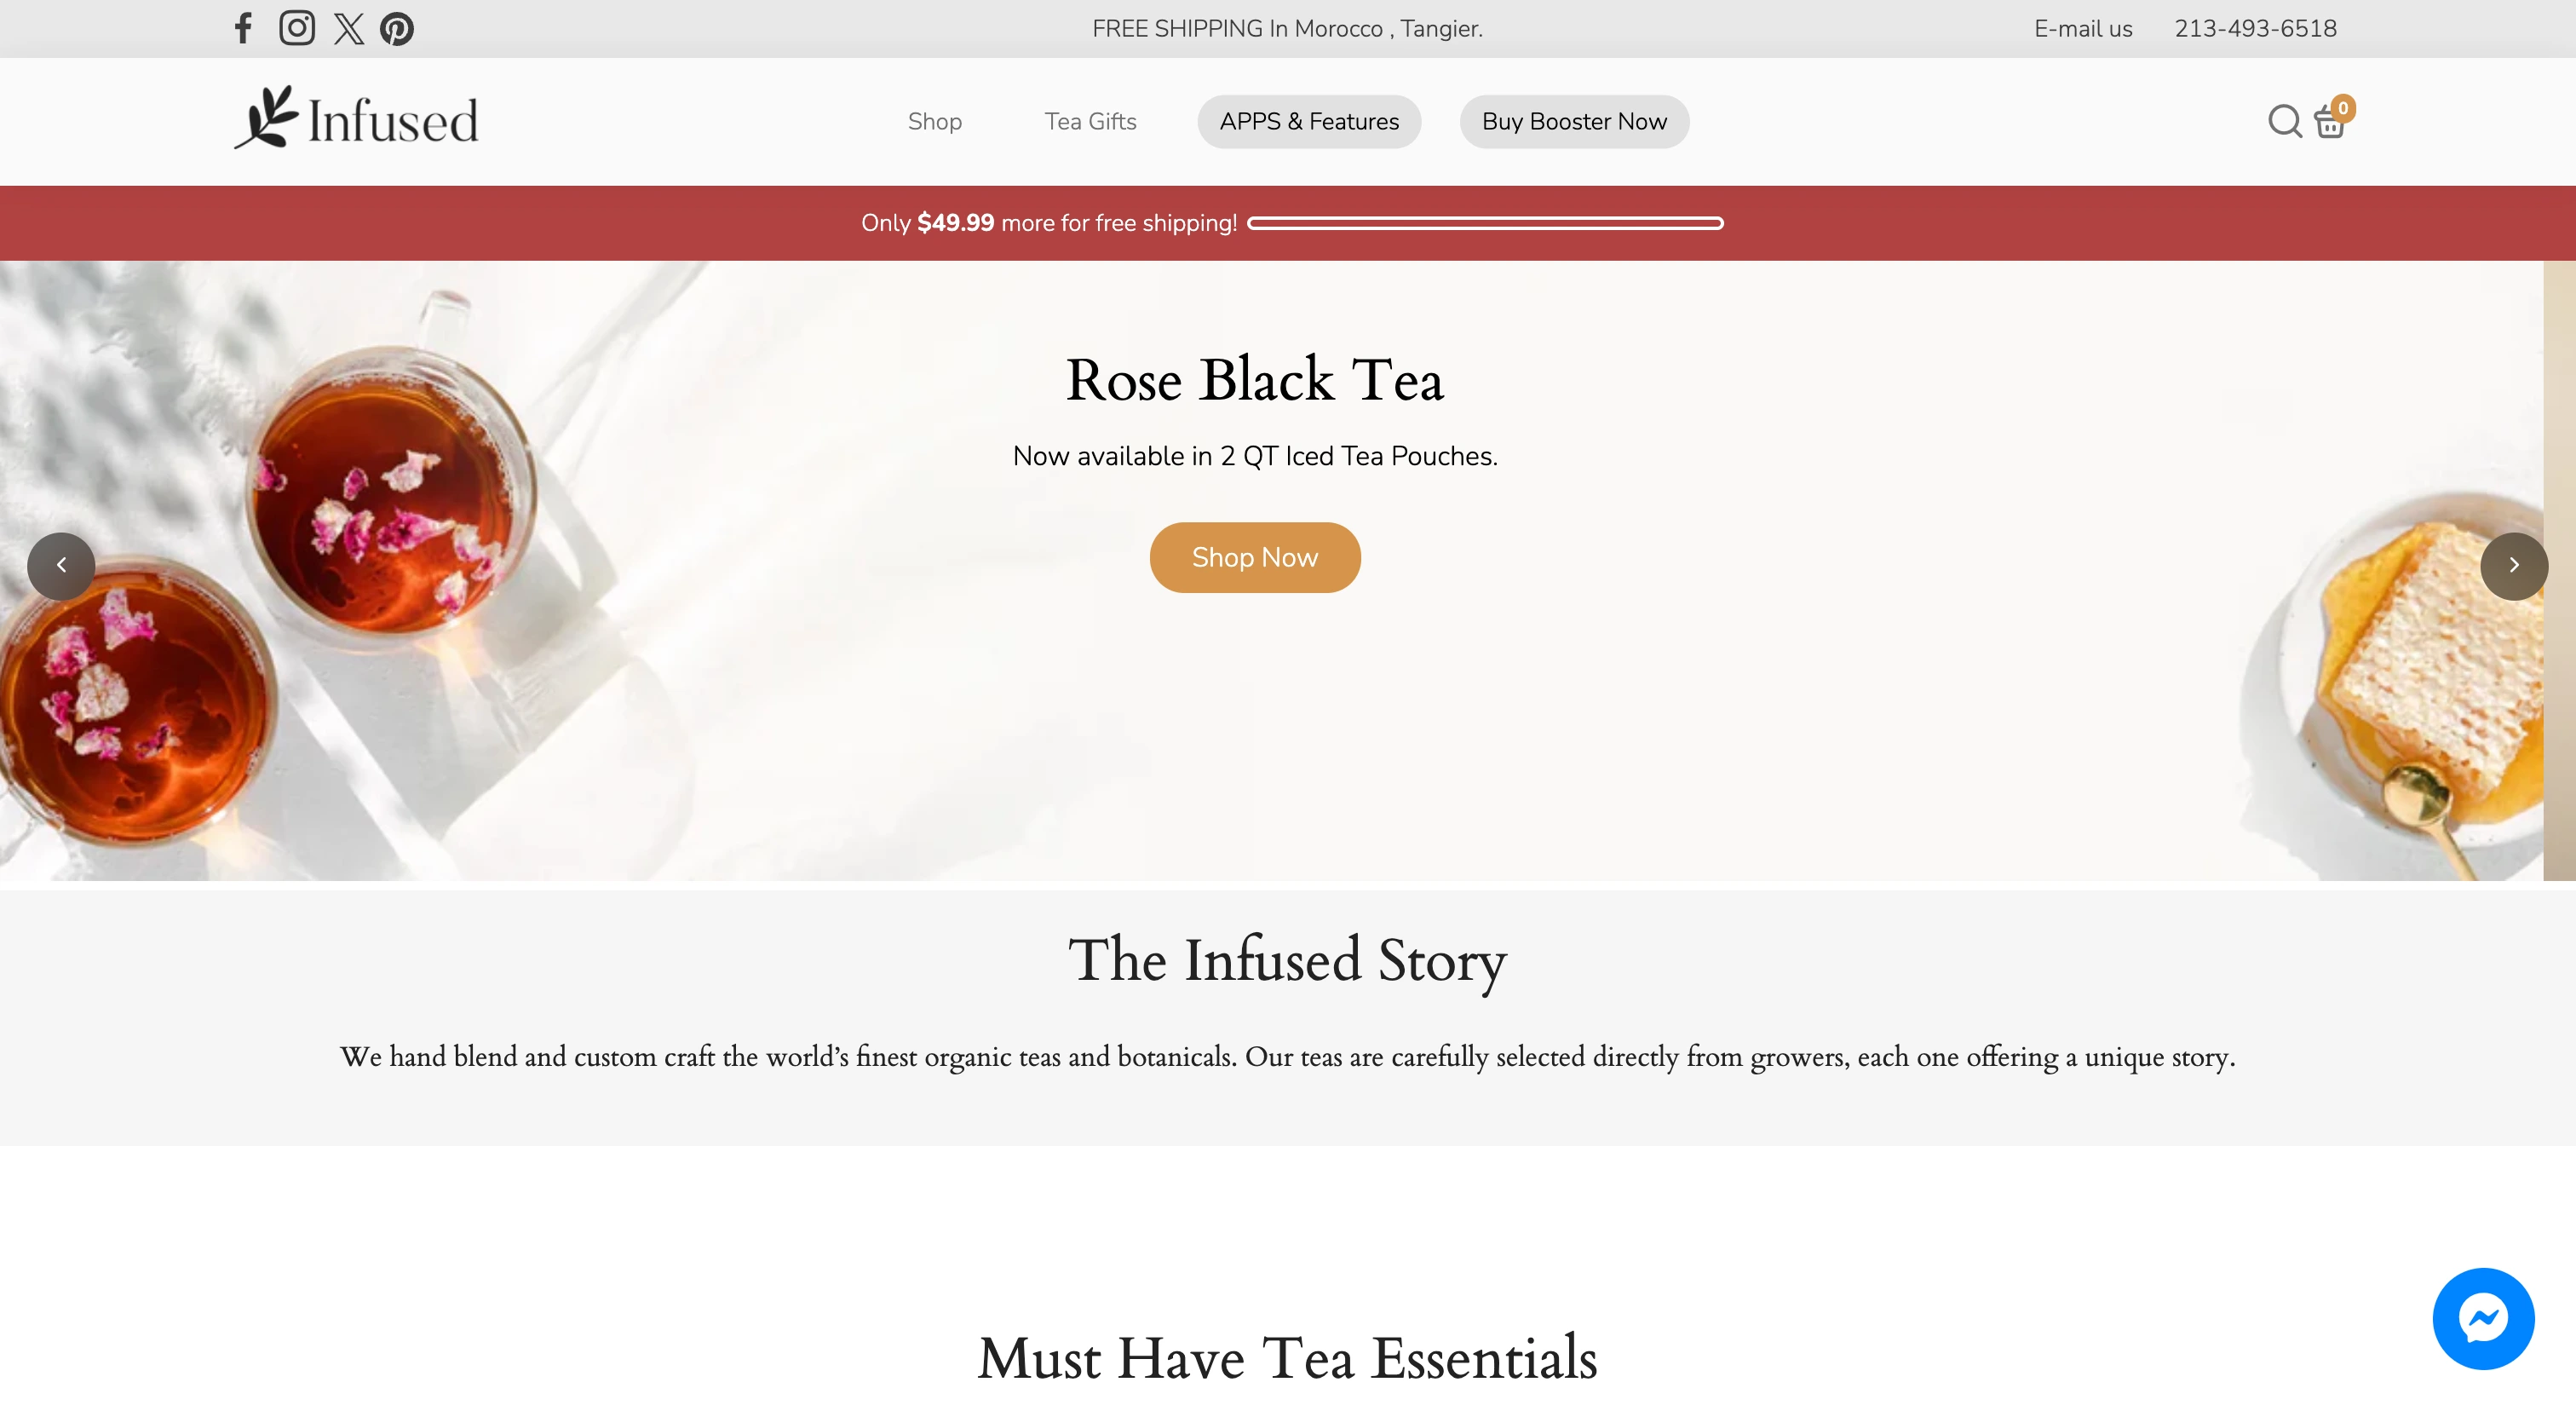 FREE SHIPPING In Morocco , Tangier.
E-mail us
213-493-6518
Infused
Shop
Tea Gifts
APPS & Features
Buy Booster Now
0
Only $49.99 more for free shipping!
Rose Black Tea
Now available in 2 QT Iced Tea Pouches.
Shop Now
The Infused Story
We hand blend and custom craft the world’s finest organic teas and botanicals. Our teas are carefully selected directly from growers, each one offering a unique story.
Must Have Tea Essentials